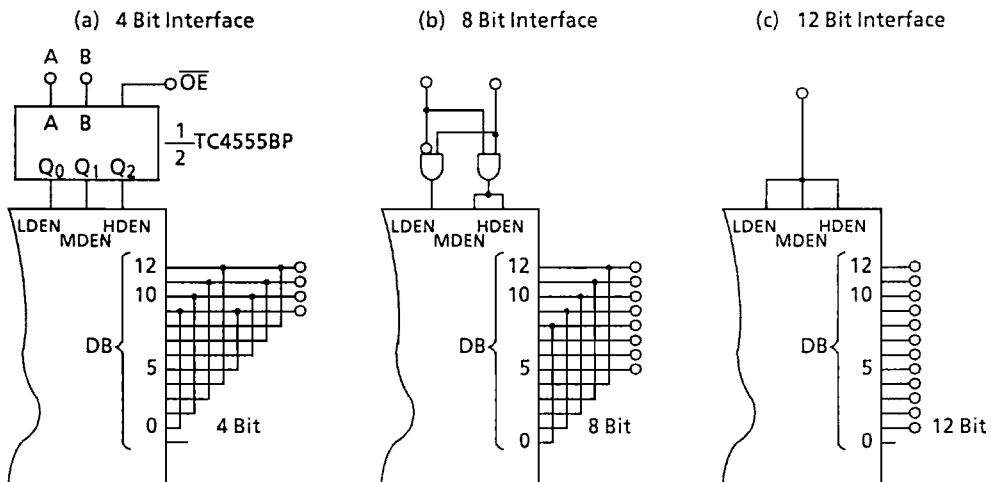 (a) 4 Bit Interface
A B
OE
A B
1/2 TC4555BP
Q0 Q1 Q2
LDEN MDEN HDEN
12
10
DB
5
0
4 Bit
(b) 8 Bit Interface
LDEN MDEN HDEN
12
10
DB
5
0
8 Bit
(c) 12 Bit Interface
LDEN MDEN HDEN
12
10
DB
5
0
12 Bit